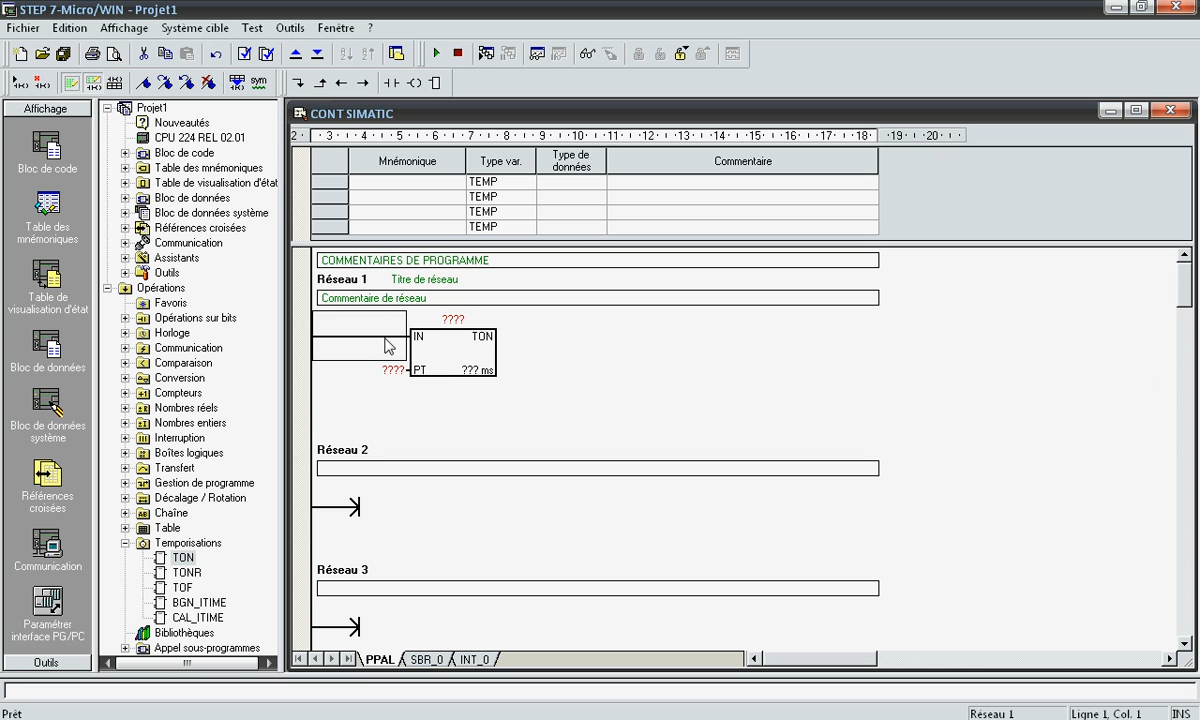 STEP 7-Micro/WIN - Projet1
Fichier Edition Affichage Système cible Test Outils Fenêtre ?
sym
Affichage
Bloc de code
Table des mnémoniques
Table de visualisation d'état
Bloc de données
Bloc de données système
Références croisées
Communication
Paramétrer interface PG/PC
Outils
Projet1
Nouveautés
CPU 224 REL 02.01
Bloc de code
Table des mnémoniques
Table de visualisation d'état
Bloc de données
Bloc de données système
Références croisées
Communication
Assistants
Outils
Opérations
Favoris
Opérations sur bits
Horloge
Communication
Comparaison
Conversion
Compteurs
Nombres réels
Nombres entiers
Interruption
Boîtes logiques
Transfert
Gestion de programme
Décalage / Rotation
Chaîne
Table
Temporisations
TON
TONR
TOF
BGN_ITIME
CAL_ITIME
Bibliothèques
Appel sous-programmes
CONT SIMATIC
2 3 4 5 6 7 8 9 10 11 12 13 14 15 16 17 18 19 20
Mnémonique Type var. Type de données Commentaire
TEMP
TEMP
TEMP
TEMP
COMMENTAIRES DE PROGRAMME
Réseau 1 Titre de réseau
Commentaire de réseau
????
IN TON
???? PT ??? ms
Réseau 2
Réseau 3
PPAL SBR_0 INT_0
Prêt Réseau 1 Ligne 1, Col. 1 INS